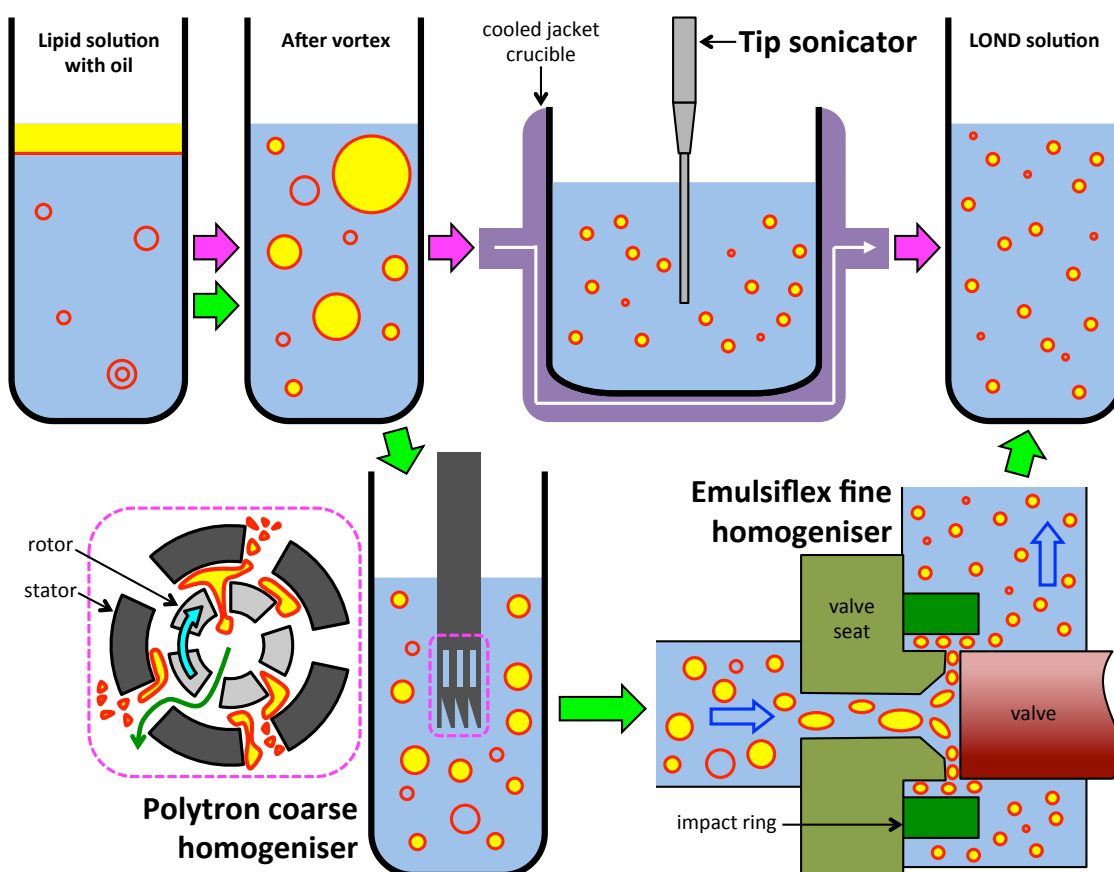 Lipid solution
with oil
After vortex
cooled jacket
crucible
Tip sonicator
LOND solution
rotor
stator
Polytron coarse
homogeniser
Emulsiflex fine
homogeniser
valve
seat
valve
impact ring